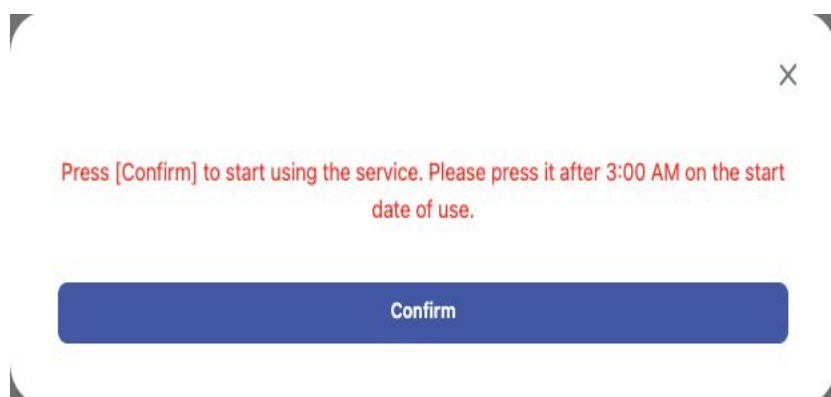 Press [Confirm] to start using the service. Please press it after 3:00 AM on the start
date of use.
Confirm